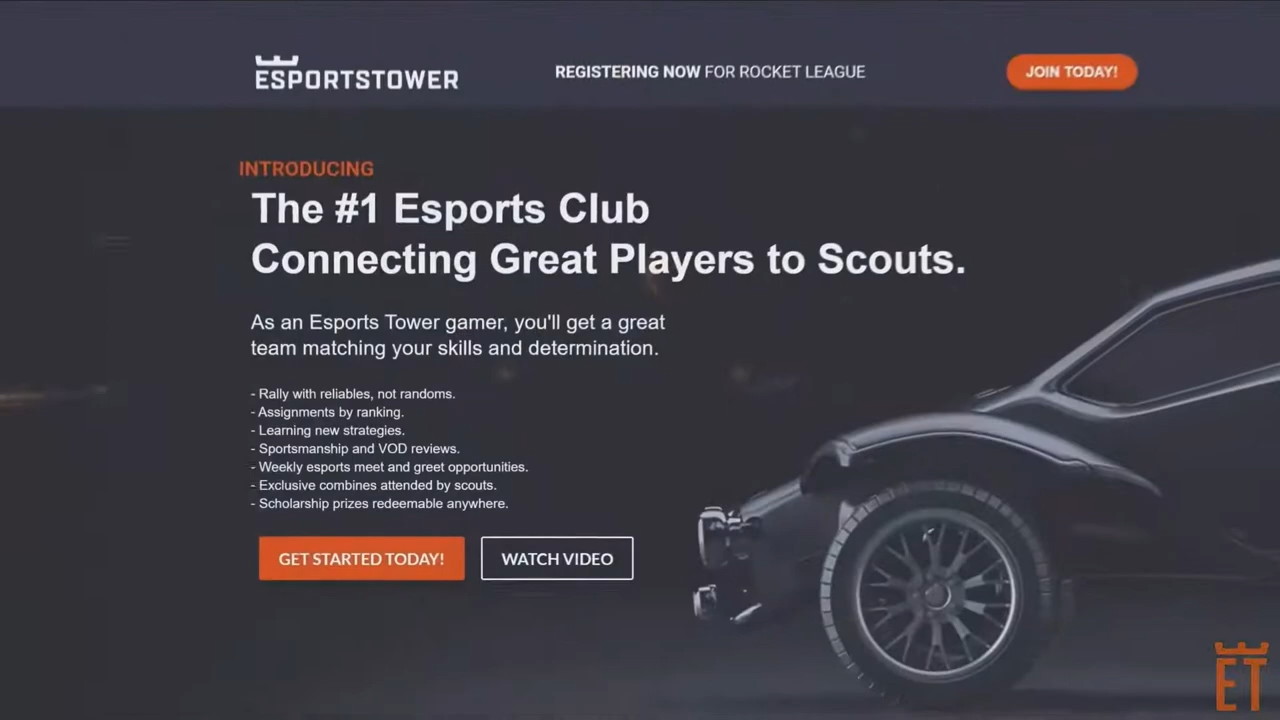 ESPORTSTOWER
REGISTERING NOW FOR ROCKET LEAGUE
JOIN TODAY!
INTRODUCING
The #1 Esports Club
Connecting Great Players to Scouts.
As an Esports Tower gamer, you'll get a great
team matching your skills and determination.
- Rally with reliables, not randoms.
- Assignments by ranking.
- Learning new strategies.
- Sportsmanship and VOD reviews.
- Weekly esports meet and greet opportunities.
- Exclusive combines attended by scouts.
- Scholarship prizes redeemable anywhere.
GET STARTED TODAY!
WATCH VIDEO
ET